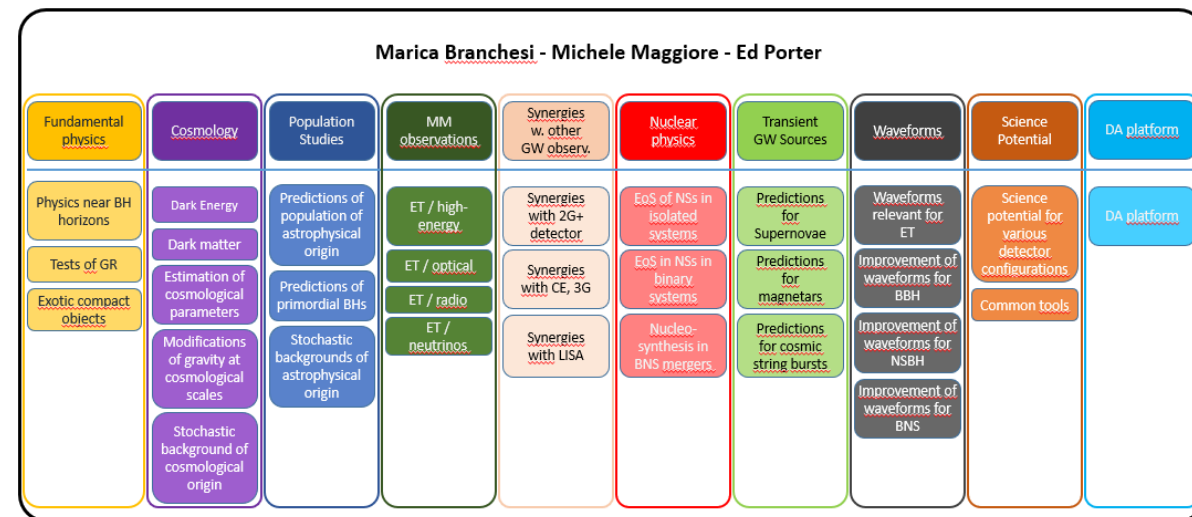 Marica Branchesi - Michele Maggiore - Ed Porter
Fundamental
physics
Cosmology
Population
Studies
MM
observations
Synergies
w. other
GW observ.
Nuclear
physics
Transient
GW Sources
Waveforms
Science
Potential
DA platform
Physics near BH
horizons
Tests of GR
Exotic compact
objects
Dark Energy
Dark matter
Estimation of
cosmological
parameters
Modifications
of gravity at
cosmological
scales
Stochastic
background of
cosmological
origin
Predictions of
population of
astrophysical
origin
Predictions of
primordial BHs
Stochastic
backgrounds of
astrophysical
origin
ET / high-
energy
ET / optical
ET / radio
ET /
neutrinos
Synergies
with 2G+
detector
Synergies
with CE, 3G
Synergies
with LISA
EoS of NSs in
isolated
systems
EoS in NS in
binary
systems
Nucleo-
synthesis in
BNS mergers
Predictions
for
Supernovae
Predictions
for
magnetars
Predictions
for cosmic
string bursts
Waveforms
relevant for
ET
Improvement of
waveforms for
BBH
Improvement of
waveforms for
NSBH
Improvement of
waveforms for
BNS
Science
potential for
various
detector
configurations
Common tools
DA platform